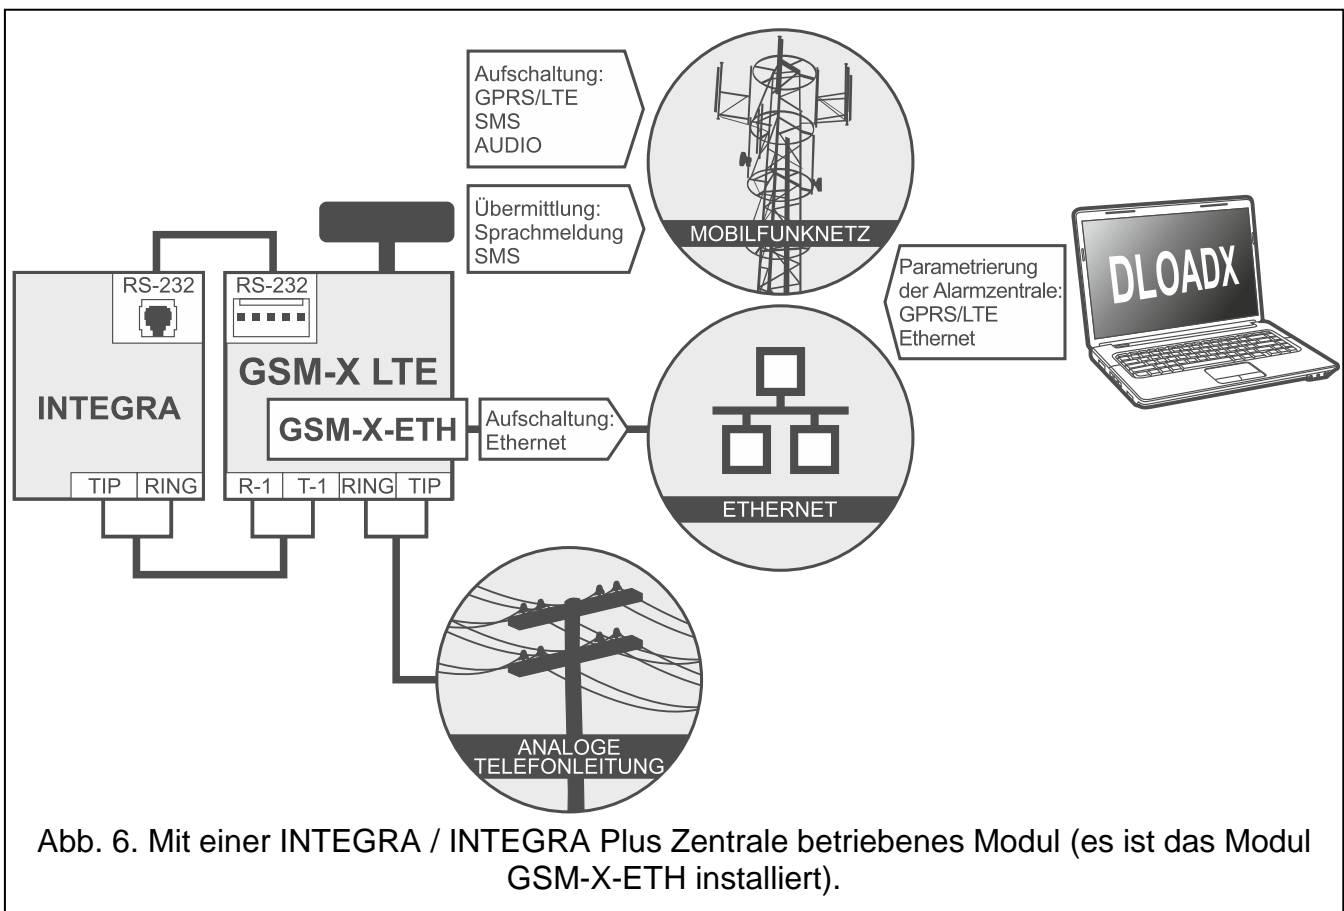 Aufschaltung:
GPRS/LTE
SMS
AUDIO
Übermittlung:
Sprachmeldung
SMS
MOBILFUNKNETZ
Parametrierung
der Alarmzentrale:
GPRS/LTE
Ethernet
DLOADX
RS-232
RS-232
INTEGRA
GSM-X LTE
GSM-X-ETH
Aufschaltung:
Ethernet
TIP RING
R-1 T-1 RING TIP
ETHERNET
ANALOGE
TELEFONLEITUNG
Abb. 6. Mit einer INTEGRA / INTEGRA Plus Zentrale betriebenes Modul (es ist das Modul
GSM-X-ETH installiert).